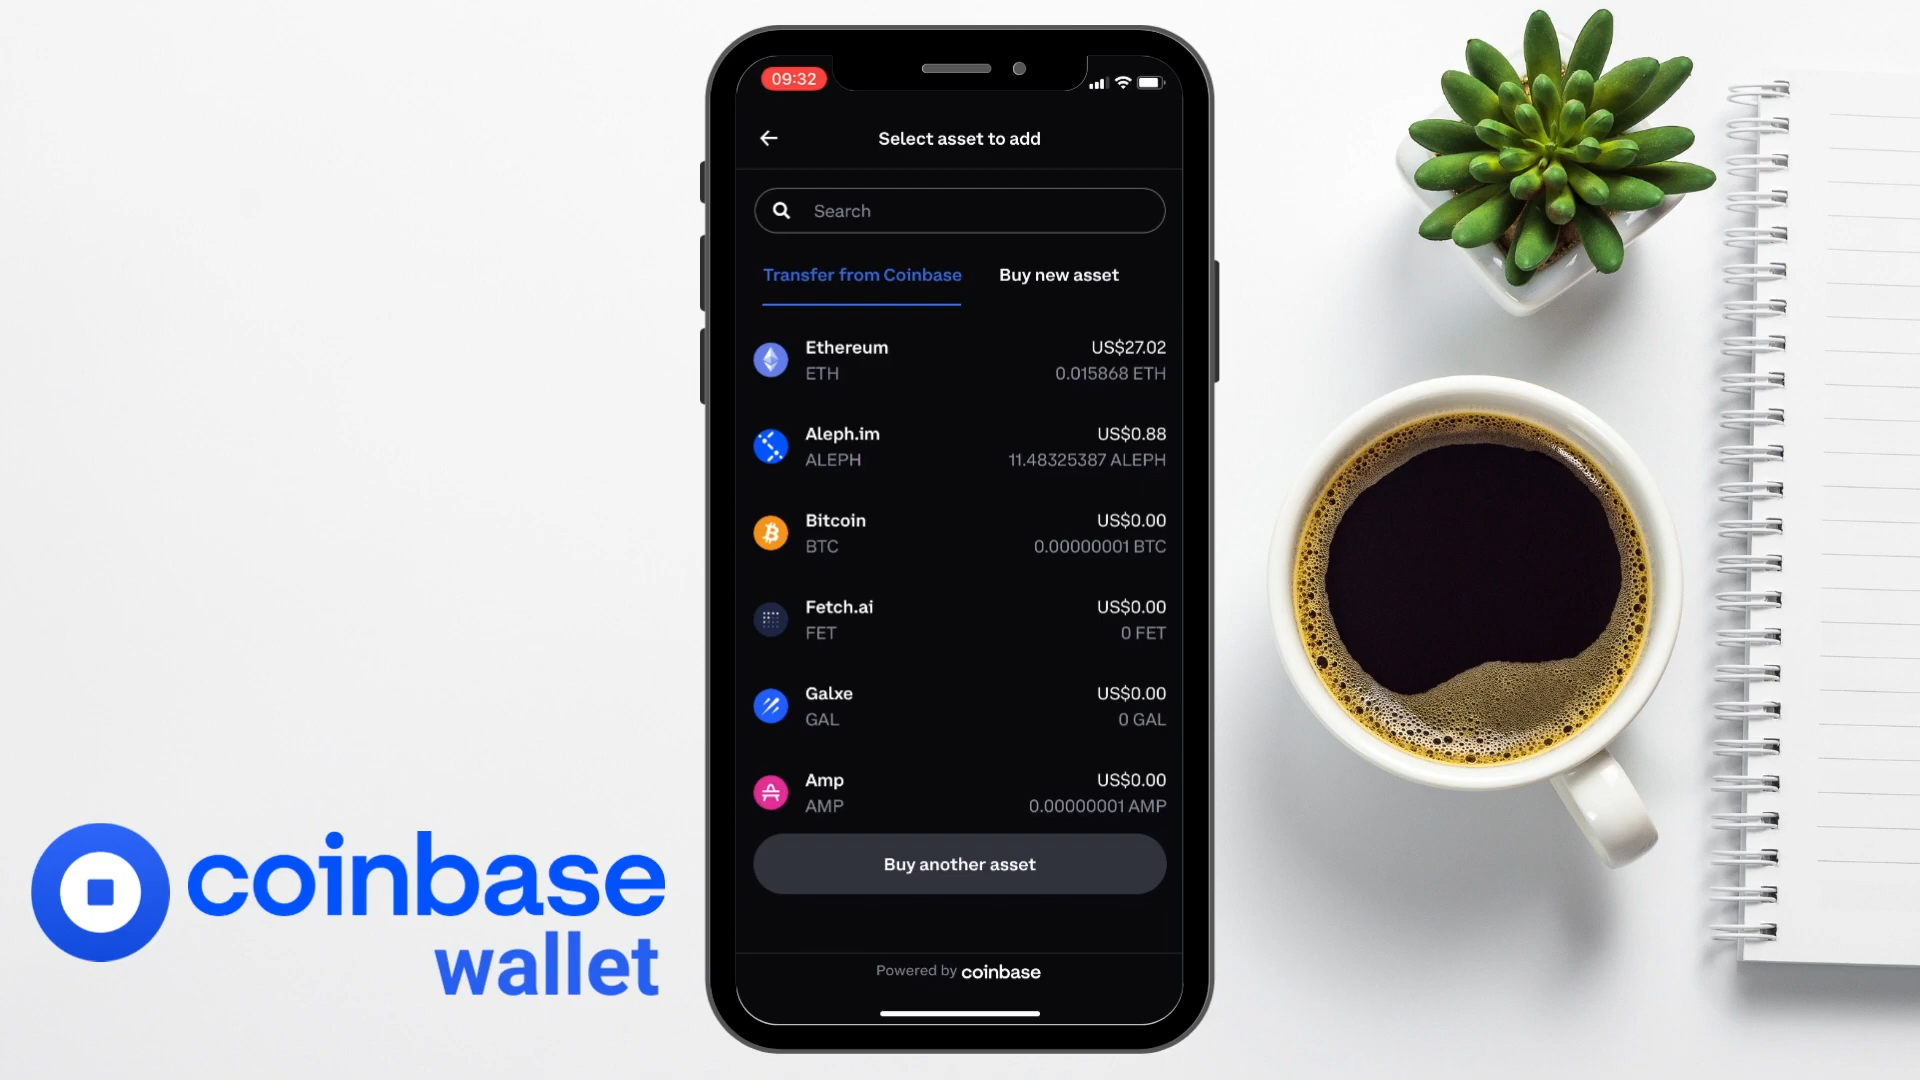 09:32
Select asset to add
Search
Transfer from Coinbase Buy new asset
Ethereum US$27.02
ETH 0.015868 ETH
Aleph.im US$0.88
ALEPH 11.48325387 ALEPH
Bitcoin US$0.00
BTC 0.00000001 BTC
Fetch.ai US$0.00
FET 0 FET
Galxe US$0.00
GAL 0 GAL
Amp US$0.00
AMP 0.00000001 AMP
Buy another asset
Powered by coinbase
coinbase
wallet